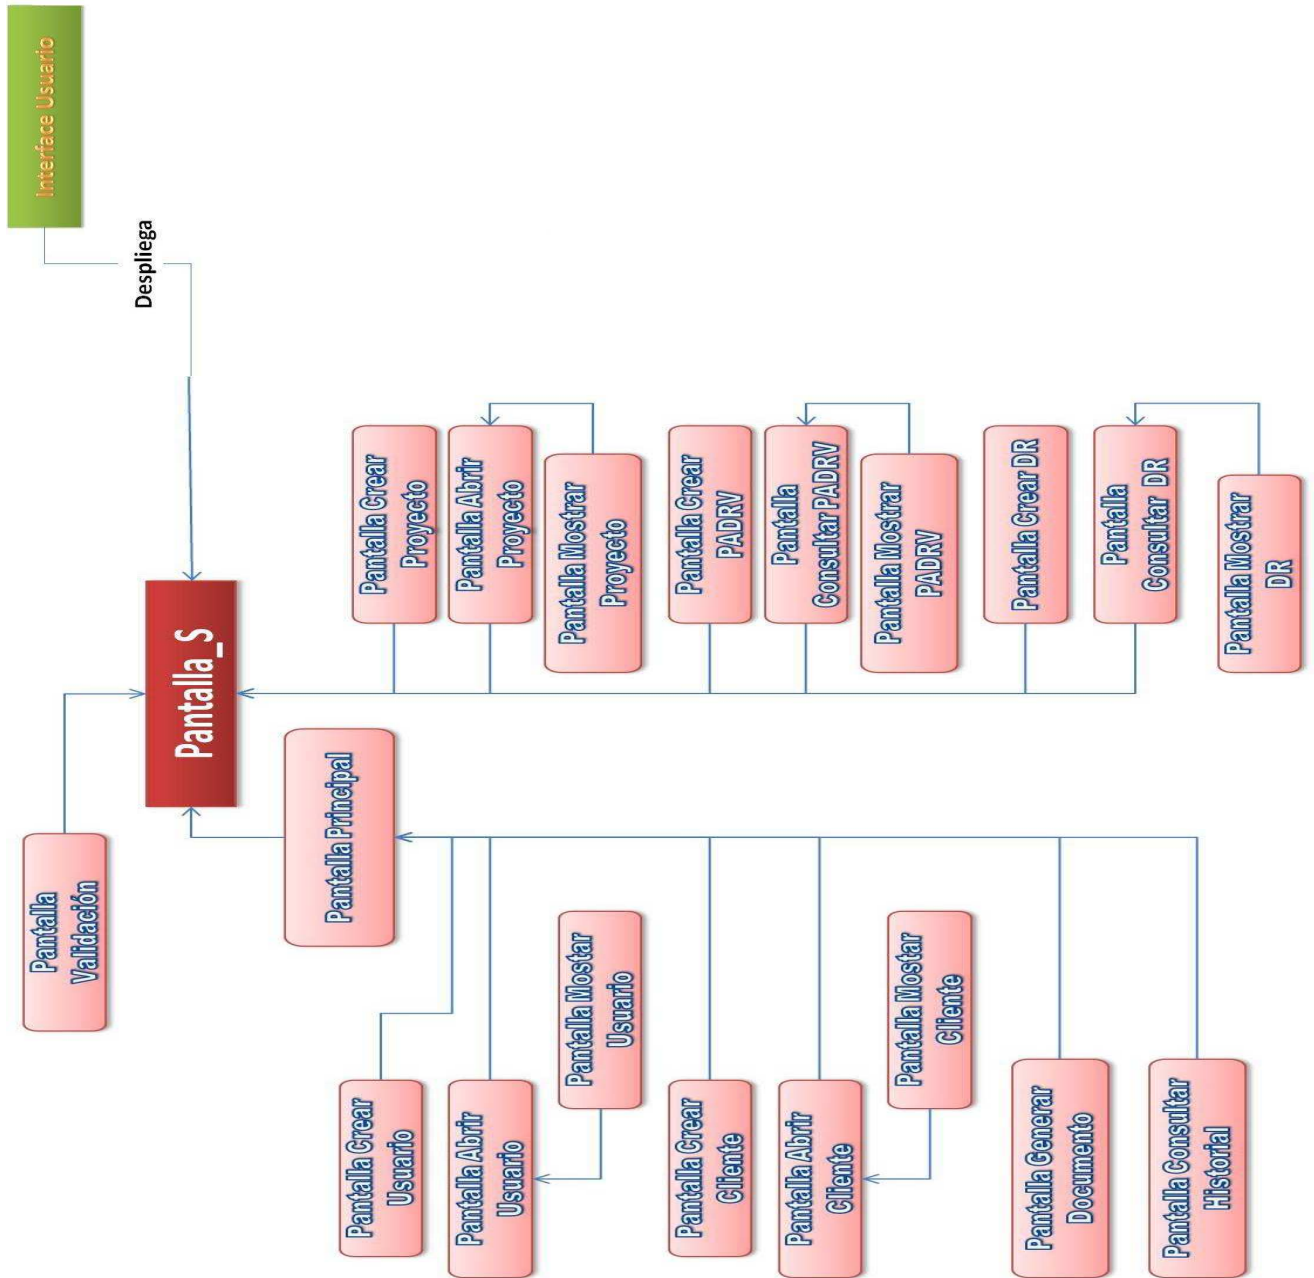 Interface Usuario
Despliega
Pantalla_S
Pantalla
Validación
Pantalla Principal
Pantalla Crear
Proyecto
Pantalla Abrir
Proyecto
Pantalla Mostrar
Proyecto
Pantalla Crear
PADRV
Pantalla
Consultar PADRV
Pantalla Mostrar
PADRV
Pantalla Crear DR
Pantalla
Consultar DR
Pantalla Mostrar
DR
Pantalla Crear
Usuario
Pantalla Abrir
Usuario
Pantalla Mostar
Usuario
Pantalla Crear
Cliente
Pantalla Abrir
Cliente
Pantalla Mostar
Cliente
Pantalla Generar
Documento
Pantalla Consultar
Historial